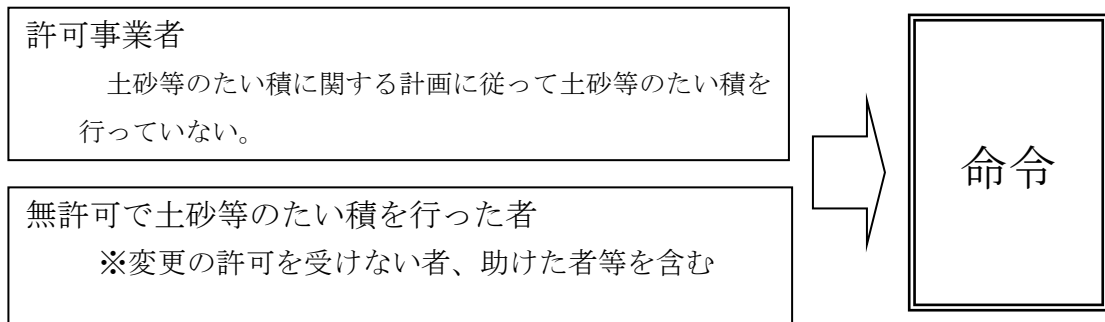 許可事業者
土砂等のたい積に関する計画に従って土砂等のたい積を
行っていない。
無許可で土砂等のたい積を行った者
※変更の許可を受けない者、助けた者等を含む
命令